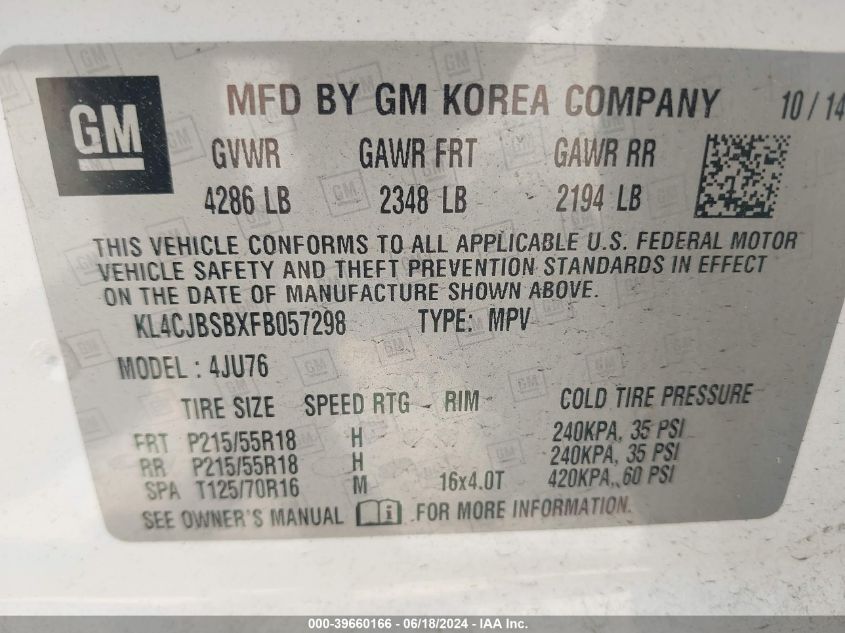 GM MFD BY GM KOREA COMPANY 10/14
GVWR GAWR FRT GAWR RR
4286 LB 2348 LB 2194 LB
THIS VEHICLE CONFORMS TO ALL APPLICABLE U.S. FEDERAL MOTOR
VEHICLE SAFETY AND THEFT PREVENTION STANDARDS IN EFFECT
ON THE DATE OF MANUFACTURE SHOWN ABOVE.
KL4CJBSBXFB057298 TYPE: MPV
MODEL : 4JU76
TIRE SIZE SPEED RTG RIM COLD TIRE PRESSURE
FRT P215/55R18 H 240KPA, 35 PSI
RR P215/55R18 H 240KPA, 35 PSI
SPA T125/70R16 M 16x4.0T 420KPA, 60 PSI
SEE OWNER'S MANUAL i FOR MORE INFORMATION.
000-39660166 - 06/18/2024 - IAA Inc.